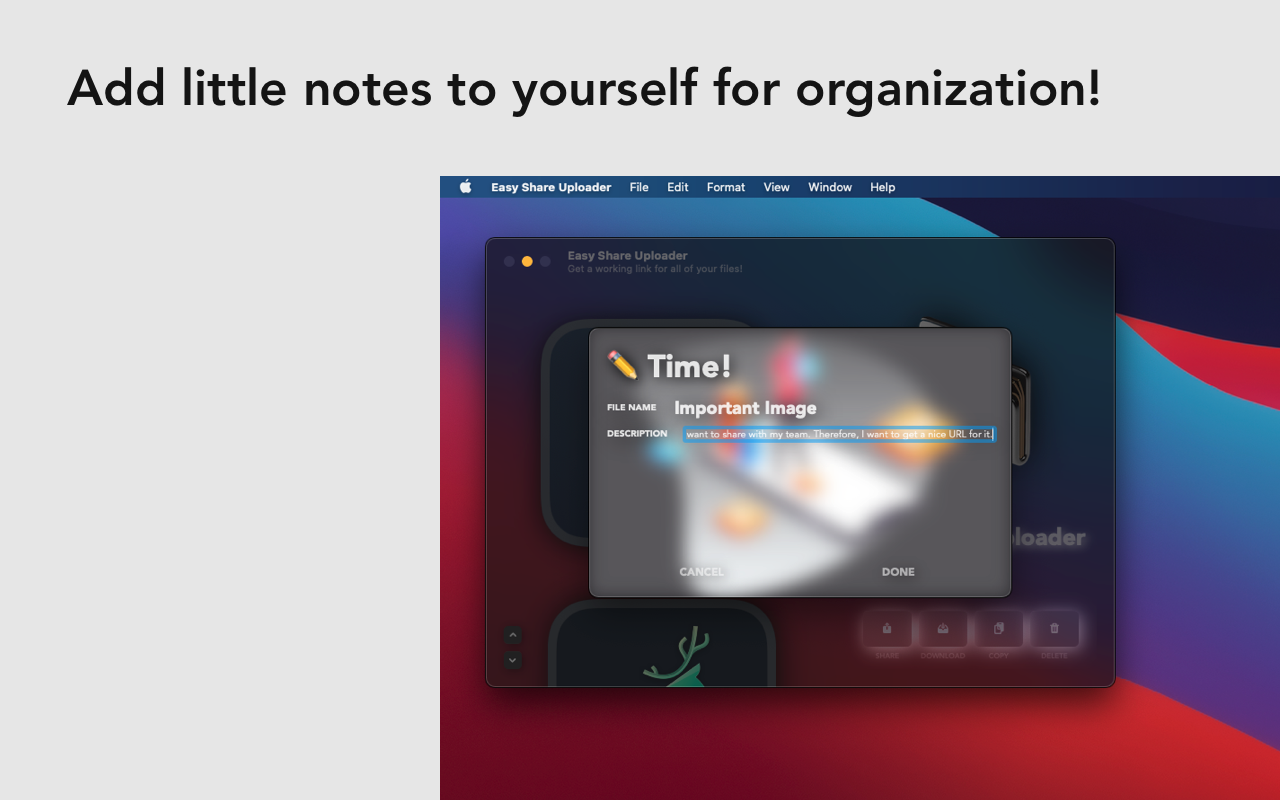 Add little notes to yourself for organization!
Easy Share Uploader File Edit Format View Window Help
Easy Share Uploader
Get a working link for all of your files!
✏️ Time!
FILE NAME Important Image
DESCRIPTION want to share with my team. Therefore, I want to get a nice URL for it.
loader
CANCEL DONE
SHARE DOWNLOAD COPY DELETE